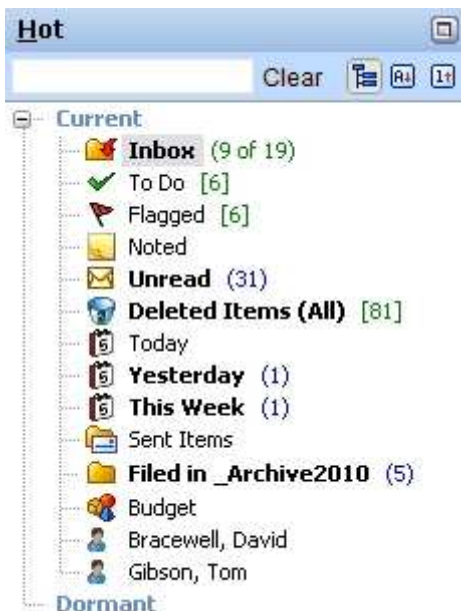 Hot
Clear
Current
Inbox (9 of 19)
To Do [6]
Flagged [6]
Noted
Unread (31)
Deleted Items (All) [81]
Today
Yesterday (1)
This Week (1)
Sent Items
Filed in _Archive2010 (5)
Budget
Bracewell, David
Gibson, Tom
Dormant